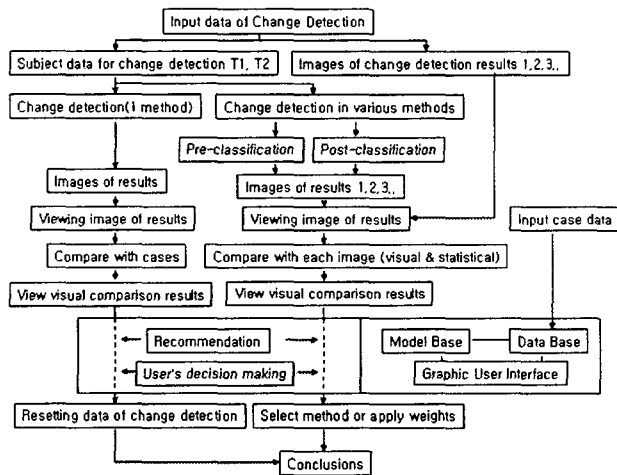 Input data of Change Detection
Subject data for change detection T1, T2
Images of change detection results 1,2,3,.
Change detection(1 method)
Change detection in various methods
Pre-classification
Post-classification
Images of results
Images of results 1,2,3,.
Viewing image of results
Viewing image of results
Input case data
Compare with cases
Compare with each image (visual & statistical)
View visual comparison results
View visual comparison results
Recommendation
Model Base
Data Base
User's decision making
Graphic User Interface
Resetting data of change detection
Select method or apply weights
Conclusions